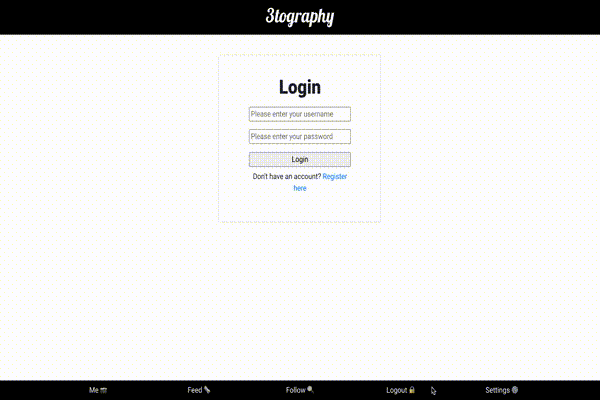 3tography
Login
Please enter your username
Please enter your password
Login
Don't have an account? Register
here
Me Feed Follow Logout Settings